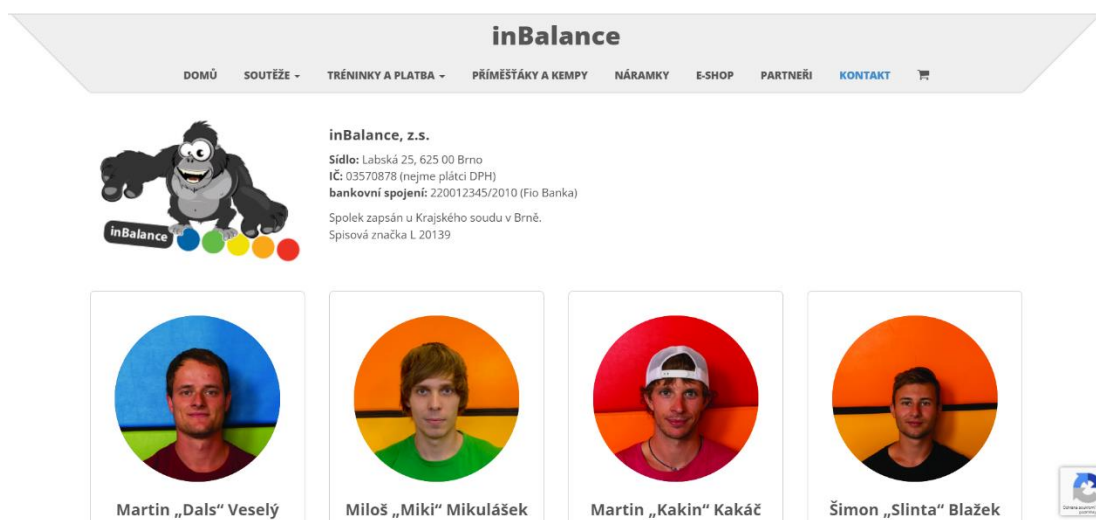 inBalance
DOMŮ SOUTĚŽE TRÉNINKY A PLATBA PŘÍMĚŠŤÁKY A KEMPY NÁRAMKY E-SHOP PARTNEŘI KONTAKT
inBalance, z.s.
Sídlo: Labská 25, 625 00 Brno
IČ: 03570878 (nejme plátci DPH)
bankovní spojení: 220012345/2010 (Fio Banka)
Spolek zapsán u Krajského soudu v Brně.
Spisová značka L 20139
inBalance
Martin „Dals“ Veselý
Miloš „Miki“ Mikulášek
Martin „Kakin“ Kakáč
Šimon „Slinta“ Blažek